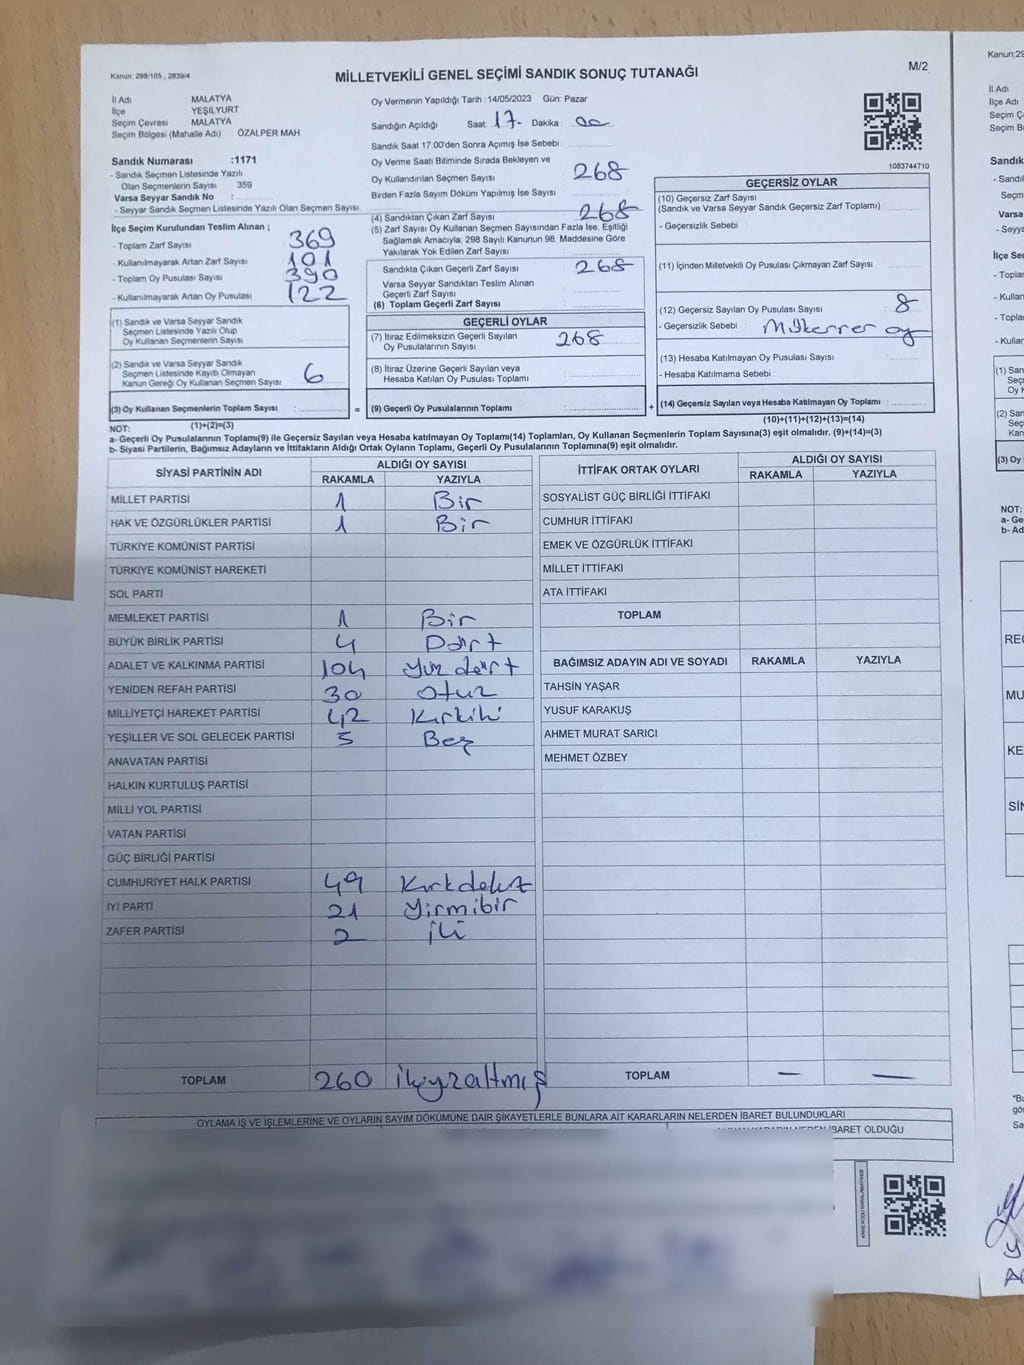 Kanun: 298/105 , 2839/4
MİLLETVEKİLİ GENEL SEÇİMİ SANDIK SONUÇ TUTANAĞI
M/2
İl Adı : MALATYA
İlçe : YEŞİLYURT
Seçim Çevresi : MALATYA
Seçim Bölgesi (Mahalle Adı) : ÖZALPER MAH
Sandık Numarası :1171
- Sandık Seçmen Listesinde Yazılı
Olan Seçmenlerin Sayısı 359
Varsa Seyyar Sandık No :
- Seyyar Sandık Seçmen Listesinde Yazılı Olan Seçmen Sayısı:
İlçe Seçim Kurulundan Teslim Alınan ;
- Toplam Zarf Sayısı 369
- Kullanılmayarak Artan Zarf Sayısı 101
- Toplam Oy Pusulası Sayısı 390
- Kullanılmayarak Artan Oy Pusulası 122
(1) Sandık ve Varsa Seyyar Sandık
Seçmen Listesinde Yazılı Olup
Oy Kullanan Seçmenlerin Sayısı :
(2) Sandık ve Varsa Seyyar Sandık
Seçmen Listesinde Kayıtlı Olmayan
Kanun Gereği Oy Kullanan Seçmen Sayısı : 6
(3) Oy Kullanan Seçmenlerin Toplam Sayısı :
(1)+(2)=(3)
Oy Vermenin Yapıldığı Tarih :14/05/2023 Gün: Pazar
Sandığın Açıldığı Saat: 17- Dakika : 00
Sandık Saat 17.00'den Sonra Açımış İse Sebebi :
Oy Verme Saati Bitiminde Sırada Bekleyen ve
Oy Kullandırılan Seçmen Sayısı 268
Birden Fazla Sayım Döküm Yapılmış İse Sayısı :
(4) Sandıktan Çıkan Zarf Sayısı 268
(5) Zarf Sayısı Oy Kullanan Seçmen Sayısından Fazla İse, Eşitliği
Sağlamak Amacıyla; 298 Sayılı Kanunun 98. Maddesine Göre
Yakılarak Yok Edilen Zarf Sayısı
Sandıkta Çıkan Geçerli Zarf Sayısı : 268
Varsa Seyyar Sandıktan Teslim Alınan
Geçerli Zarf Sayısı :
(6) Toplam Geçerli Zarf Sayısı :
GEÇERLİ OYLAR
(7) İtiraz Edilmeksizin Geçerli Sayılan
Oy Pusulalarının Sayısı : 268
(8) İtiraz Üzerine Geçerli Sayılan veya
Hesaba Katılan Oy Pusulası Toplamı :
= (9) Geçerli Oy Pusulalarının Toplamı :
1083744710
GEÇERSİZ OYLAR
(10) Geçersiz Zarf Sayısı
(Sandık ve Varsa Seyyar Sandık Geçersiz Zarf Toplamı) :
- Geçersizlik Sebebi :
(11) İçinden Milletvekili Oy Pusulası Çıkmayan Zarf Sayısı :
(12) Geçersiz Sayılan Oy Pusulası Sayısı : 8
- Geçersizlik Sebebi : Mükerrer oy
(13) Hesaba Katılmayan Oy Pusulası Sayısı :
- Hesaba Katılmama Sebebi :
+ (14) Geçersiz Sayılan veya Hesaba Katılmayan Oy Toplamı :
(10)+(11)+(12)+(13)=(14)
NOT:
a- Geçerli Oy Pusulalarının Toplamı(9) ile Geçersiz Sayılan veya Hesaba katılmayan Oy Toplamı(14) Toplamları, Oy Kullanan Seçmenlerin Toplam Sayısına(3) eşit olmalıdır. (9)+(14)=(3)
b- Siyasi Partilerin, Bağımsız Adayların ve İttifakların Aldığı Ortak Oyların Toplamı, Geçerli Oy Pusulalarının Toplamına(9) eşit olmalıdır.
SİYASİ PARTİNİN ADI
ALDIĞI OY SAYISI
RAKAMLA YAZIYLA
MİLLET PARTİSİ 1 Bir
HAK VE ÖZGÜRLÜKLER PARTİSİ 1 Bir
TÜRKİYE KOMÜNİST PARTİSİ
TÜRKİYE KOMÜNİST HAREKETİ
SOL PARTİ
MEMLEKET PARTİSİ 1 Bir
BÜYÜK BİRLİK PARTİSİ 4 Dört
ADALET VE KALKINMA PARTİSİ 104 Yüz dört
YENİDEN REFAH PARTİSİ 30 Otuz
MİLLİYETÇİ HAREKET PARTİSİ 42 Kırkiki
YEŞİLLER VE SOL GELECEK PARTİSİ 5 Beş
ANAVATAN PARTİSİ
HALKIN KURTULUŞ PARTİSİ
MİLLİ YOL PARTİSİ
VATAN PARTİSİ
GÜÇ BİRLİĞİ PARTİSİ
CUMHURİYET HALK PARTİSİ 49 Kırkdokuz
İYİ PARTİ 21 Yirmibir
ZAFER PARTİSİ 2 İki
TOPLAM 260 ikiyüzaltmış
İTTİFAK ORTAK OYLARI
ALDIĞI OY SAYISI
RAKAMLA YAZIYLA
SOSYALİST GÜÇ BİRLİĞİ İTTİFAKI
CUMHUR İTTİFAKI
EMEK VE ÖZGÜRLÜK İTTİFAKI
MİLLET İTTİFAKI
ATA İTTİFAKI
TOPLAM
BAĞIMSIZ ADAYIN ADI VE SOYADI RAKAMLA YAZIYLA
TAHSİN YAŞAR
YUSUF KARAKUŞ
AHMET MURAT SARICI
MEHMET ÖZBEY
TOPLAM — —
OYLAMA İŞ VE İŞLEMLERİNE VE OYLARIN SAYIM DÖKÜMÜNE DAİR ŞİKAYETLERLE BUNLARA AİT KARARLARIN NELERDEN İBARET BULUNDUKLARI
İBARET OLDUĞU
Kanun:29
İl Adı
İlçe Adı
Seçim Ç
Seçim B
Sandık
- Sandı
Seçm
Varsa
- Seyy
İlçe Seç
- Topla
- Kullan
- Topla
- Kullar
(1) San
Seç
Oy K
(2) San
Seç
Kan
(3) Oy
NOT:
a- Ge
b- Ad
REC
MU
KE
SİN
*Bu
gör
Sa